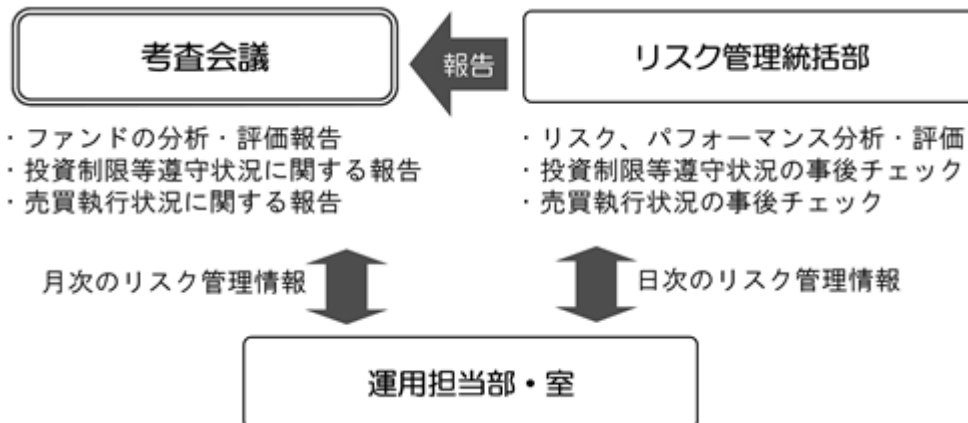 考査会議
報告
リスク管理統括部
・ファンドの分析・評価報告
・投資制限等遵守状況に関する報告
・売買執行状況に関する報告
・リスク、パフォーマンス分析・評価
・投資制限等遵守状況の事後チェック
・売買執行状況の事後チェック
月次のリスク管理情報
日次のリスク管理情報
運用担当部・室